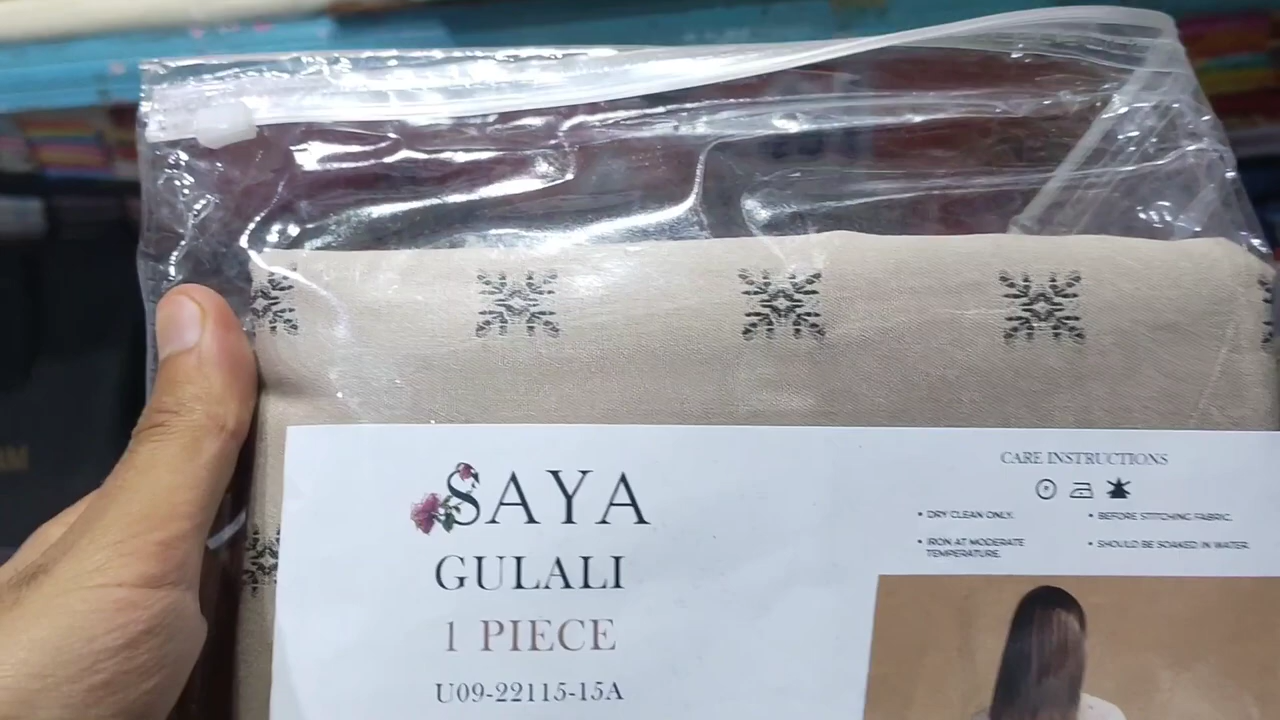 SAYA
GULALI
1 PIECE
U09-22115-15A
CARE INSTRUCTIONS
• DRY CLEAN ONLY.
• IRON AT MODERATE
TEMPERATURE.
• BEFORE STITCHING FABRIC.
• SHOULD BE SOAKED IN WATER